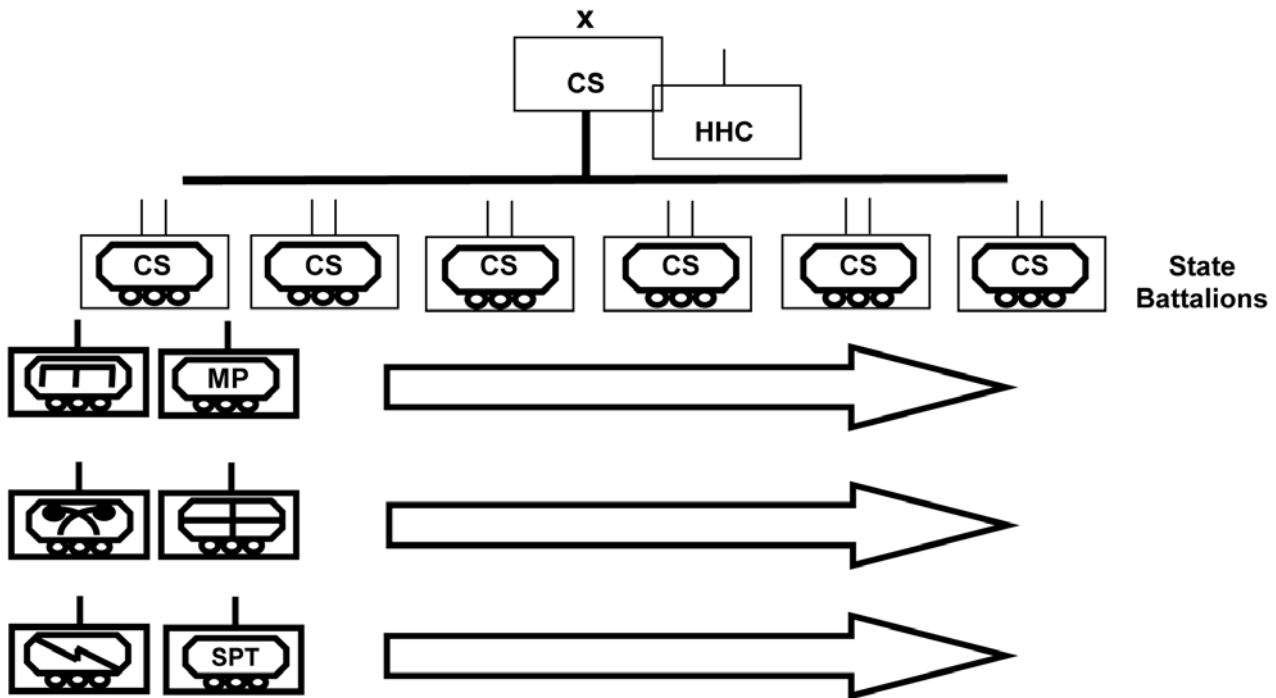 x
CS
HHC
CS CS CS CS CS CS
State
Battalions
MP
SPT